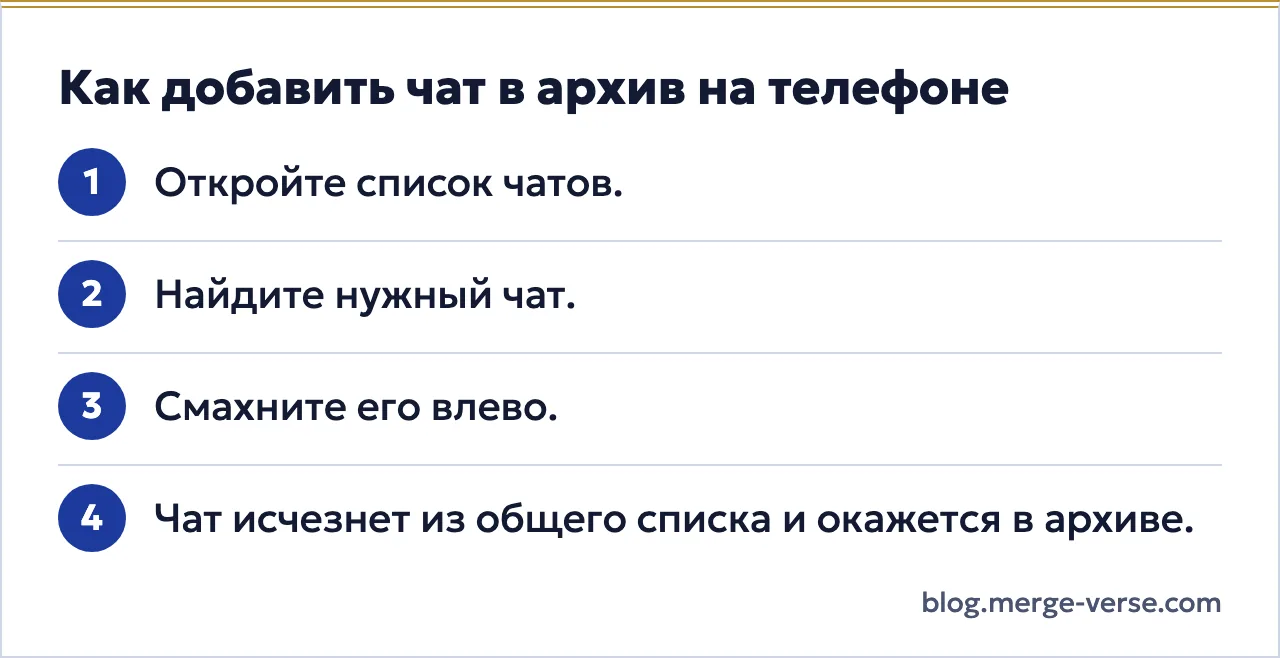 Как добавить чат в архив на телефоне
1 Откройте список чатов.
2 Найдите нужный чат.
3 Смахните его влево.
4 Чат исчезнет из общего списка и окажется в архиве.
blog.merge-verse.com